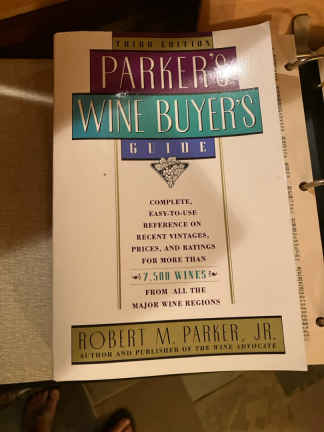 THIRD EDITION
PARKER'S
WINE BUYER'S
GUIDE
COMPLETE,
EASY-TO-USE
REFERENCE ON
RECENT VINTAGES,
PRICES, AND RATINGS
FOR MORE THAN
7,500 WINES
FROM ALL THE
MAJOR WINE REGIONS
ROBERT M. PARKER, JR.
AUTHOR AND PUBLISHER OF THE WINE ADVOCATE